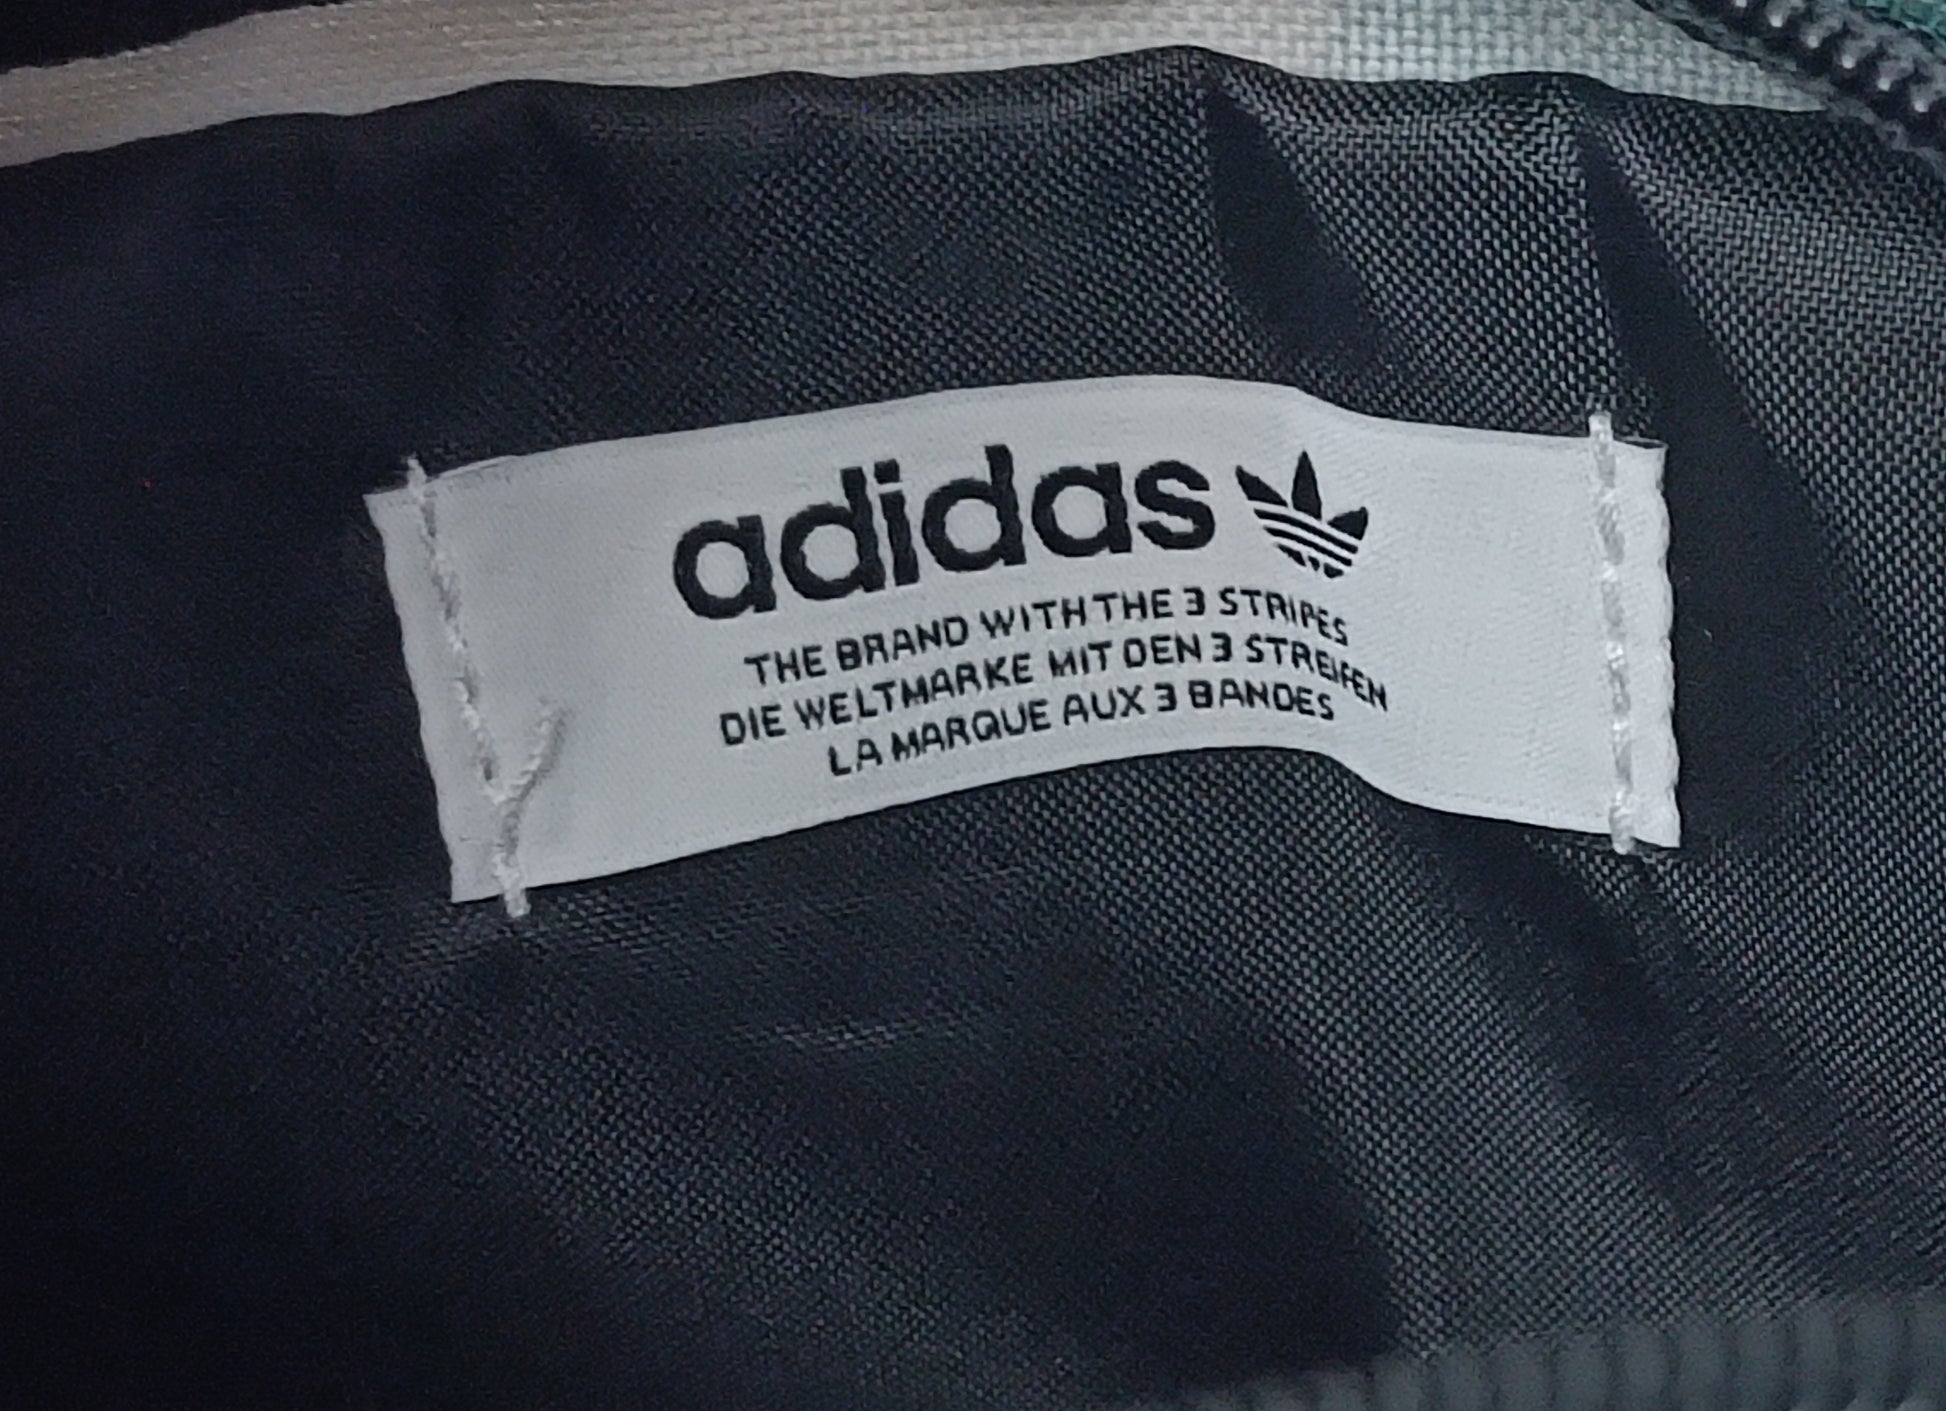 adidas
THE BRAND WITH THE 3 STRIPES
DIE WELTMARKE MIT DEN 3 STREIFEN
LA MARQUE AUX 3 BANDES